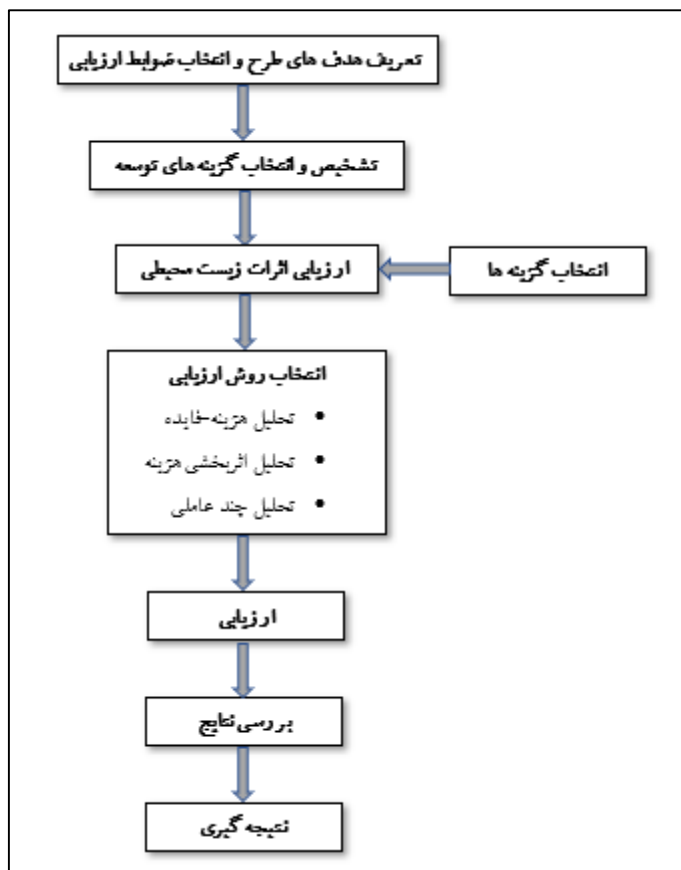 تعریف هدف های طرح و انتخاب ضوابط ارزیابی
تشخیص و انتخاب گزینه های توسعه
ارزیابی اثرات زیست محیطی
انتخاب گزینه ها
انتخاب روش ارزیابی
• تحلیل هزینه-فایده
• تحلیل اثربخشی هزینه
• تحلیل چند عاملی
ارزیابی
بررسی نتایج
نتیجه گیری